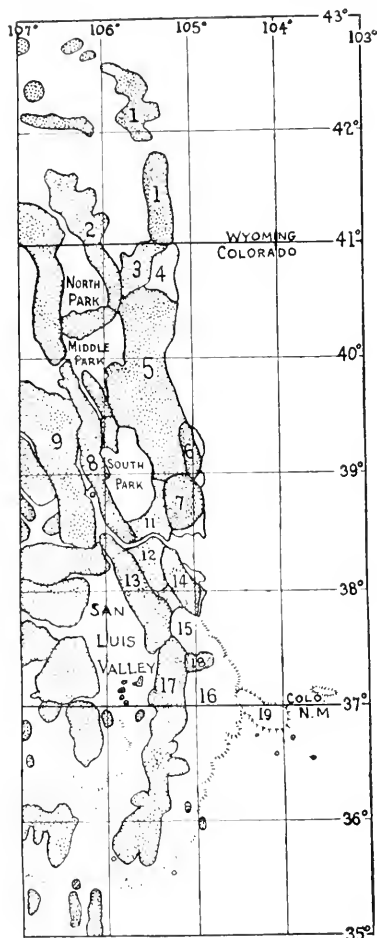 107° 106° 105° 104° 103°
43°
1
42°
1
2
WYOMING
COLORADO
41°
3 4
NORTH
PARK
MIDDLE
PARK
40°
5
9 8 6
SOUTH
PARK
39°
7
11
12
13 14
38°
SAN
LUIS
VALLEY
15
18
17 16
COLO.
N.M
37°
19
36°
35°